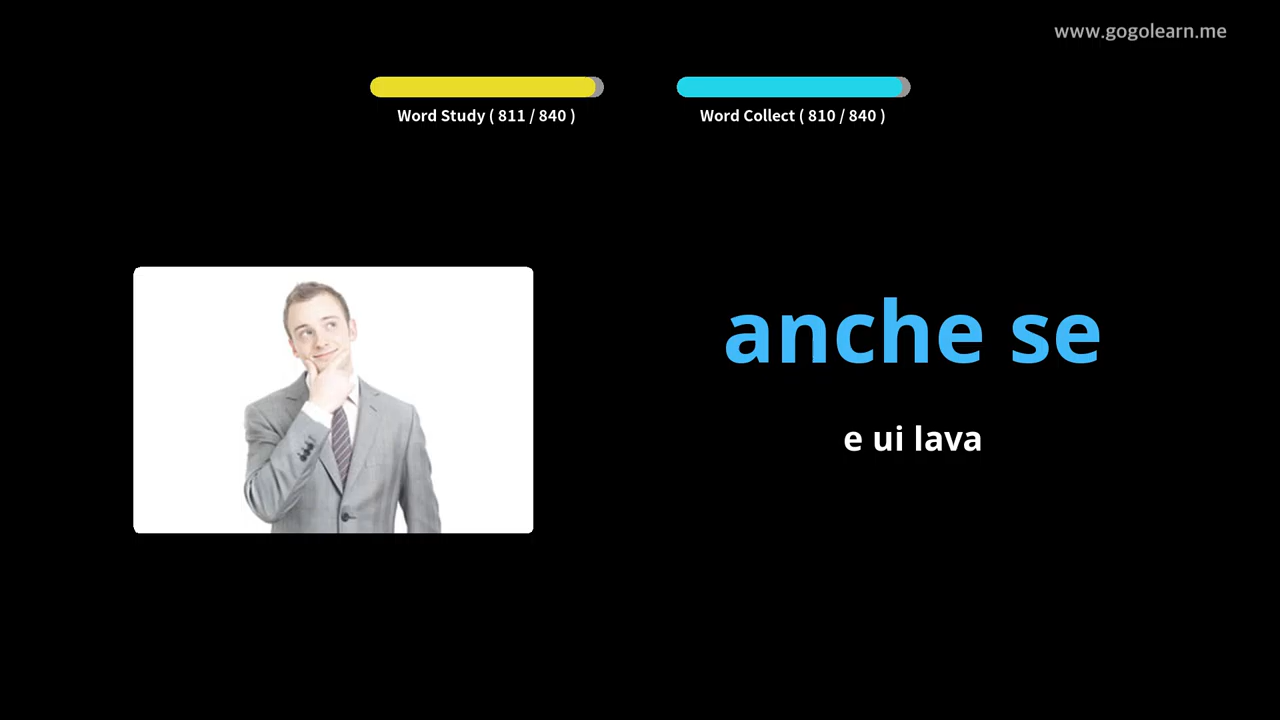 www.gogolearn.me
Word Study ( 811 / 840 )
Word Collect ( 810 / 840 )
anche se
e ui lava